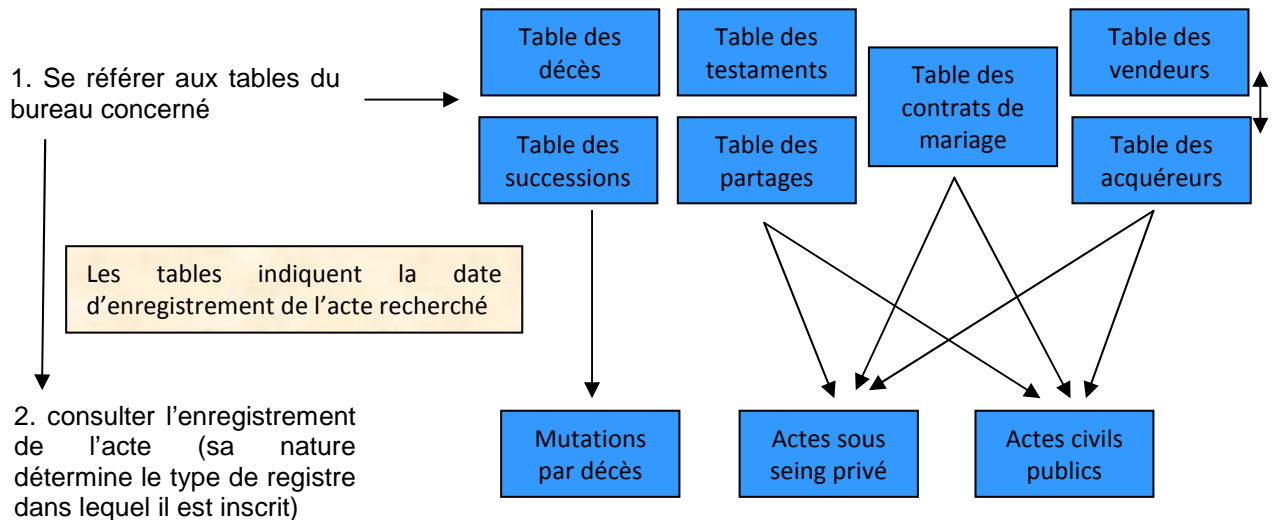 1. Se référer aux tables du
bureau concerné
Table des
décès
Table des
testaments
Table des
contrats de
mariage
Table des
vendeurs
Table des
successions
Table des
partages
Table des
acquéreurs
Les tables indiquent la date
d’enregistrement de l’acte recherché
2. consulter l’enregistrement
de l’acte (sa nature
détermine le type de registre
dans lequel il est inscrit)
Mutations
par décès
Actes sous
seing privé
Actes civils
publics